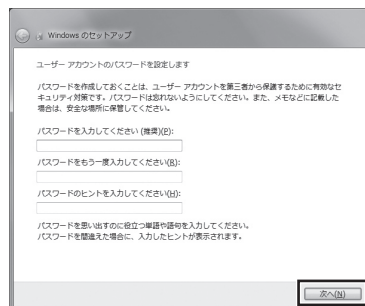 Windows のセットアップ
ユーザー アカウントのパスワードを設定します
パスワードを作成しておくことは、ユーザー アカウントを第三者から保護するために有効なセ
キュリティ対策です。パスワードは忘れないようにしてください。また、メモなどに記載した
場合は、安全な場所に保管してください。
パスワードを入力してください (推奨)(P):
パスワードをもう一度入力してください(R):
パスワードのヒントを入力してください(H):
パスワードを思い出すのに役立つ単語や語句を入力してください。
パスワードを間違えた場合に、入力したヒントが表示されます。
次へ(N)